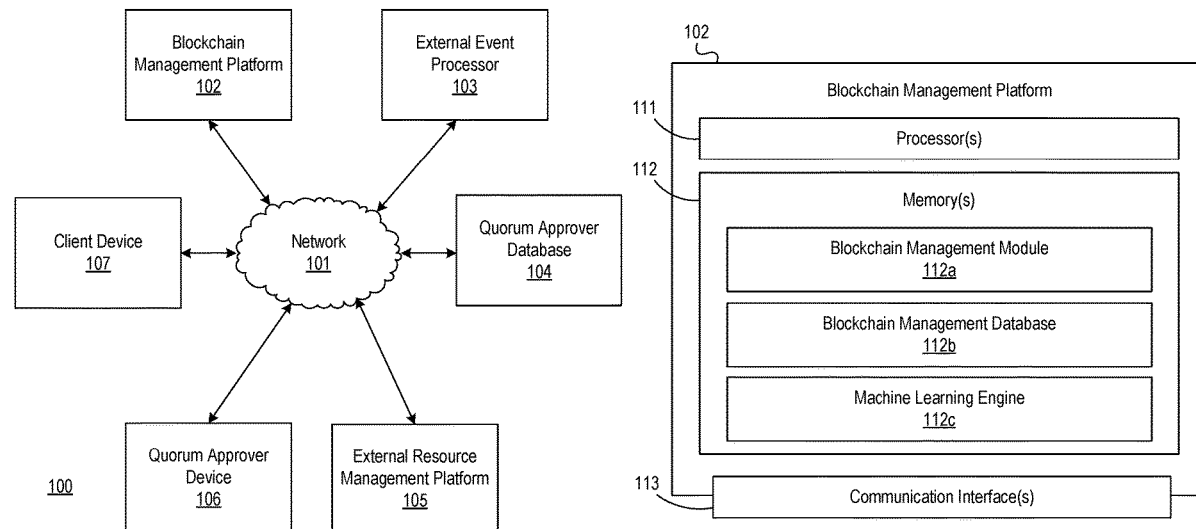 Blockchain
Management Platform
102
External Event
Processor
103
Client Device
107
Network
101
Quorum Approver
Database
104
Quorum Approver
Device
106
External Resource
Management Platform
105
100
102
Blockchain Management Platform
111
Processor(s)
112
Memory(s)
Blockchain Management Module
112a
Blockchain Management Database
112b
Machine Learning Engine
112c
113
Communication Interface(s)